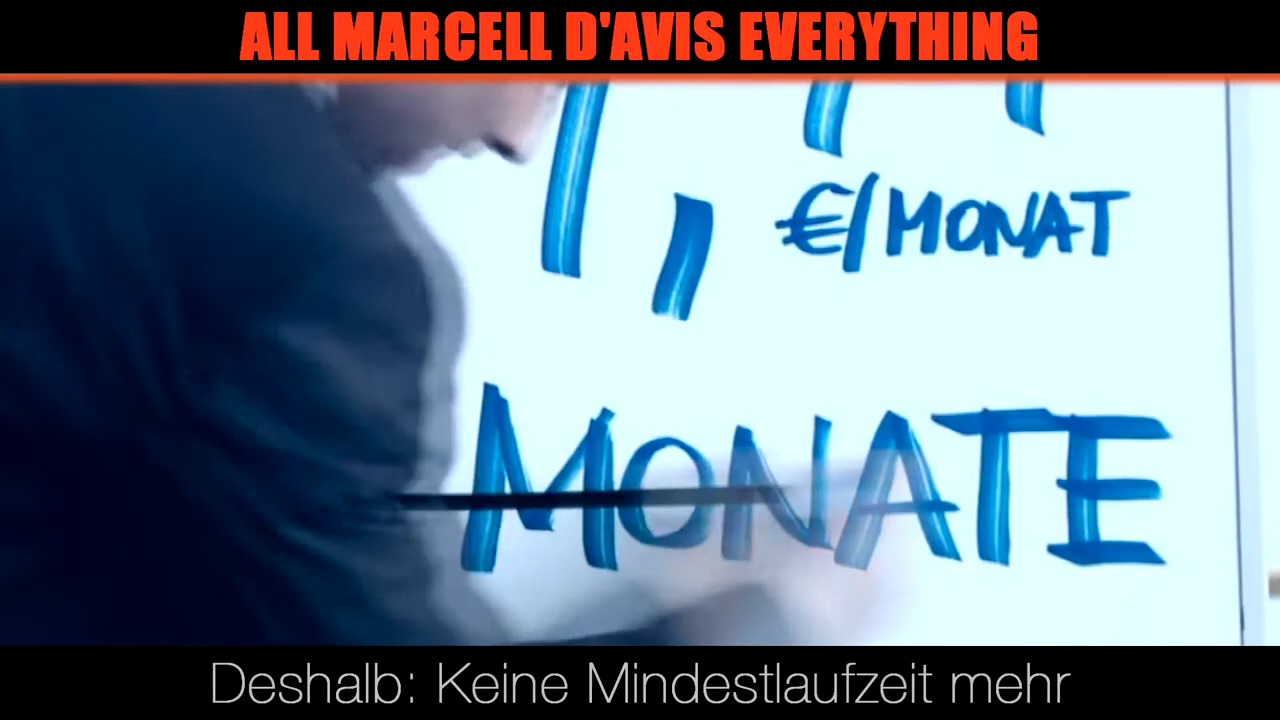 ALL MARCELL D'AVIS EVERYTHING
€/MONAT
MONATE
Deshalb: Keine Mindestlaufzeit mehr